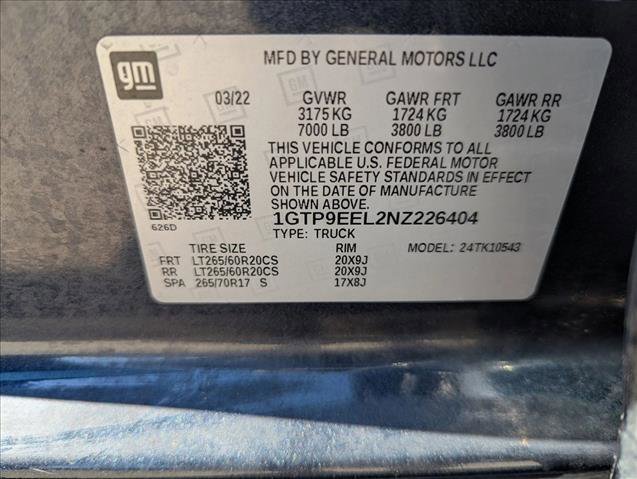 gm
MFD BY GENERAL MOTORS LLC
03/22 GVWR GAWR FRT GAWR RR
3175 KG 1724 KG 1724 KG
7000 LB 3800 LB 3800 LB
THIS VEHICLE CONFORMS TO ALL
APPLICABLE U.S. FEDERAL MOTOR
VEHICLE SAFETY STANDARDS IN EFFECT
ON THE DATE OF MANUFACTURE
SHOWN ABOVE.
626D
1GTP9EEL2NZ226404
TYPE: TRUCK
TIRE SIZE RIM MODEL: 24TK10543
FRT LT265/60R20CS 20X9J
RR LT265/60R20CS 20X9J
SPA 265/70R17 S 17X8J